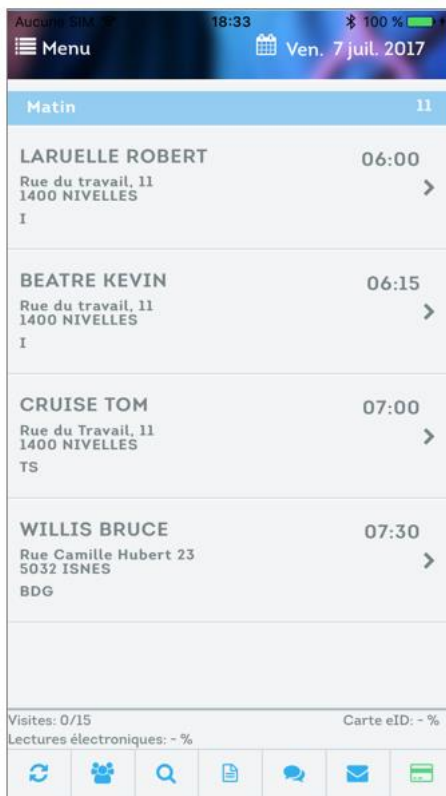 Aucune SIM 18:33 100 %
Menu Ven. 7 juil. 2017
Matin 11
LARUELLE ROBERT 06:00
Rue du travail, 11
1400 NIVELLES
I
BEATRE KEVIN 06:15
Rue du travail, 11
1400 NIVELLES
I
CRUISE TOM 07:00
Rue du Travail, 11
1400 NIVELLES
TS
WILLIS BRUCE 07:30
Rue Camille Hubert 23
5032 ISNES
BDG
Visites: 0/15 Carte eID: - %
Lectures électroniques: - %